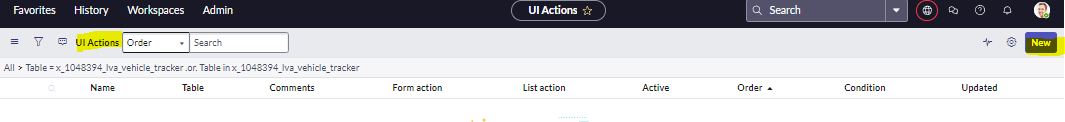 Favorites History Workspaces Admin UI Actions Search
UI Actions Order Search New
All > Table = x_1048394_lva_vehicle_tracker .or. Table in x_1048394_lva_vehicle_tracker
Name Table Comments Form action List action Active Order Condition Updated